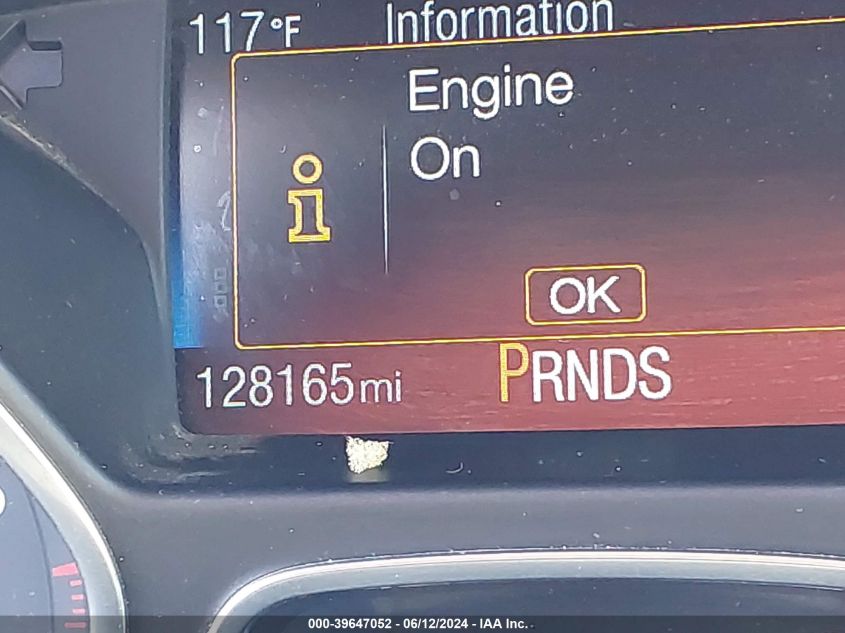 117°F Information
Engine
On
i
OK
128165mi PRNDS
000-39647052 - 06/12/2024 - IAA Inc.